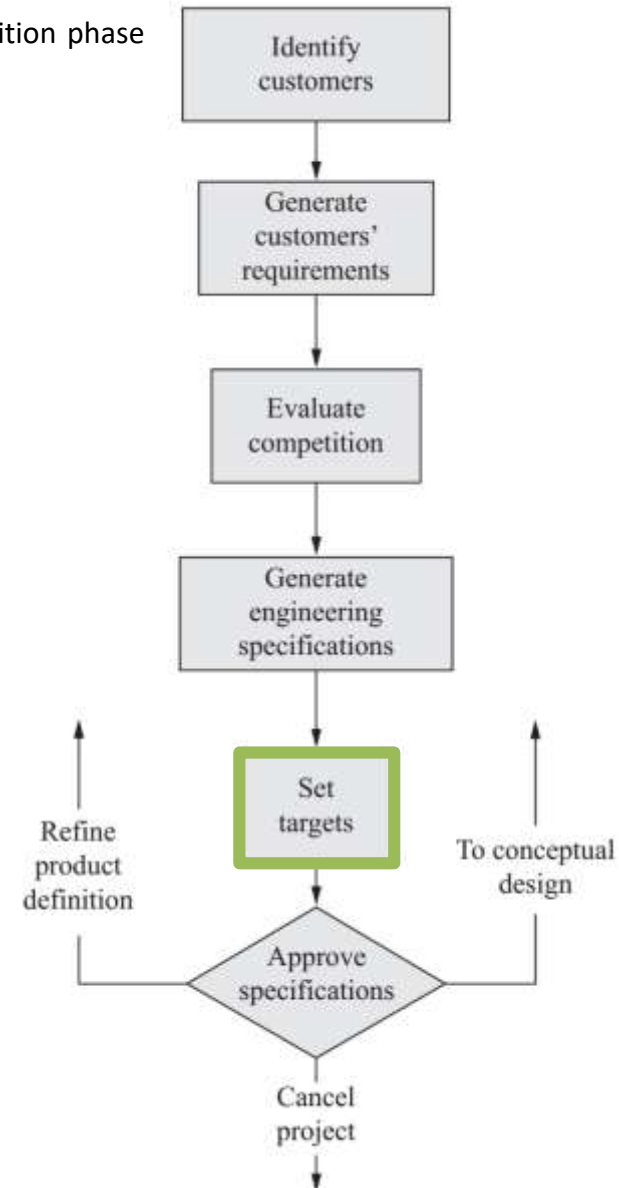 phase
Identify
customers
Generate
customers’
requirements
Evaluate
competition
Generate
engineering
specifications
Set
targets
Refine
product
definition
To conceptual
design
Approve
specifications
Cancel
project